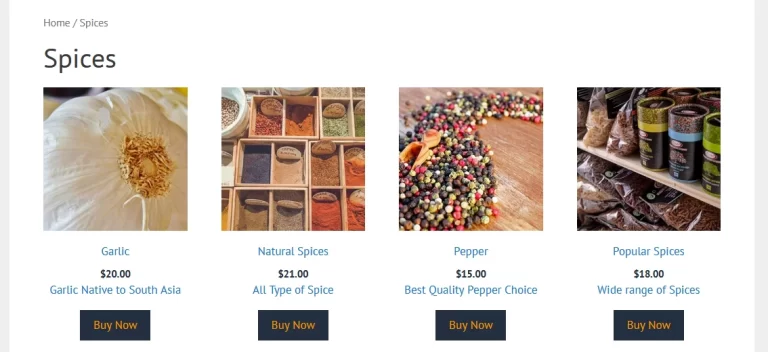 Home / Spices
Spices
Garlic
$20.00
Garlic Native to South Asia
Buy Now
Natural Spices
$21.00
All Type of Spice
Buy Now
Pepper
$15.00
Best Quality Pepper Choice
Buy Now
Popular Spices
$18.00
Wide range of Spices
Buy Now